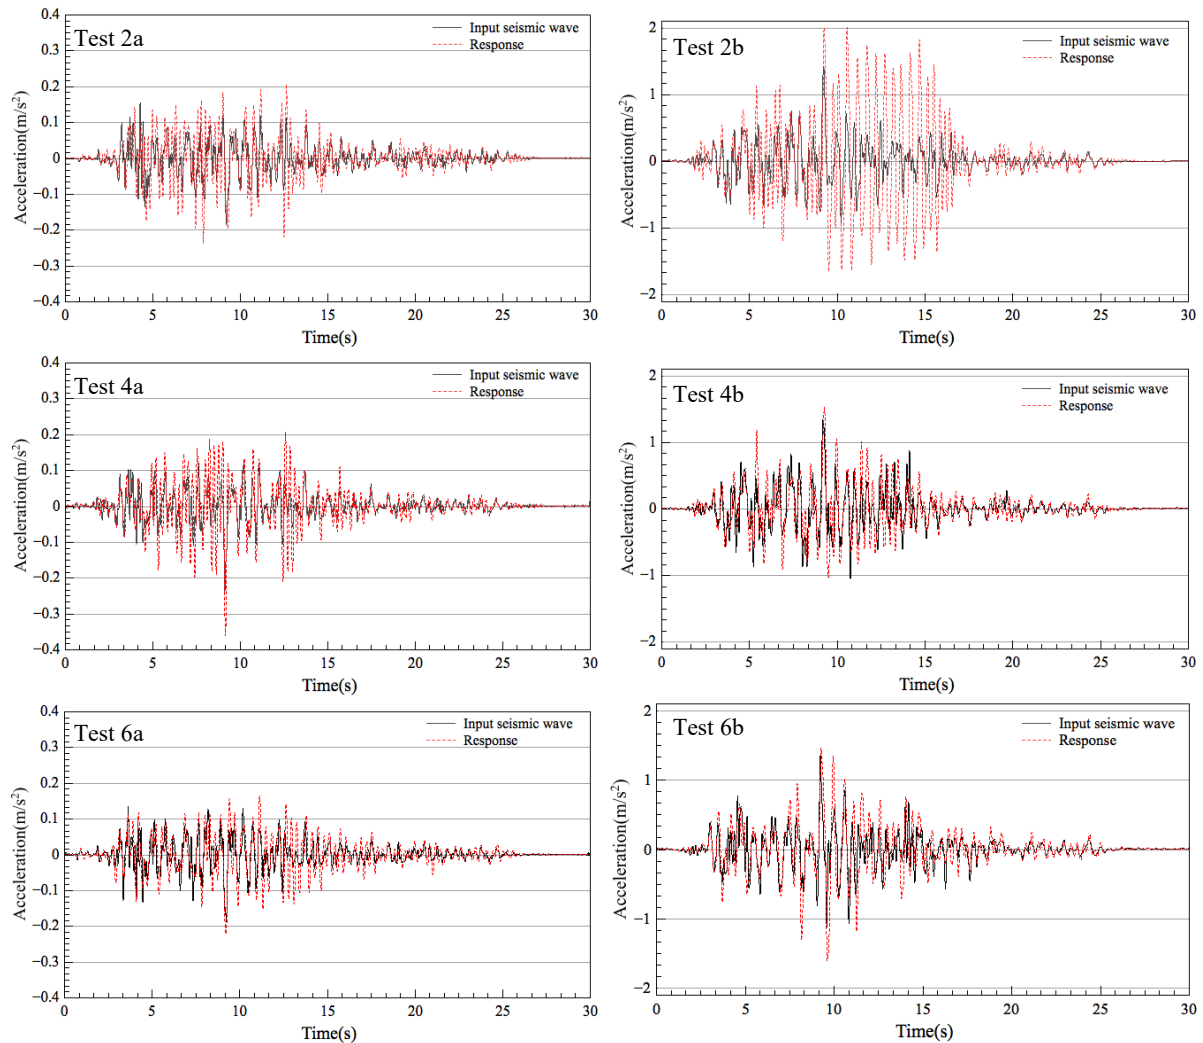 Test 2a
Input seismic wave
Response
Acceleration(m/s²)
0.4
0.3
0.2
0.1
0
−0.1
−0.2
−0.3
−0.4
0 5 10 15 20 25 30
Time(s)
Test 2b
Input seismic wave
Response
Acceleration(m/s²)
2
1
0
−1
−2
0 5 10 15 20 25 30
Time(s)
Test 4a
Input seismic wave
Response
Acceleration(m/s²)
0.4
0.3
0.2
0.1
0
−0.1
−0.2
−0.3
−0.4
0 5 10 15 20 25 30
Time(s)
Test 4b
Input seismic wave
Response
Acceleration(m/s²)
2
1
0
−1
−2
0 5 10 15 20 25 30
Time(s)
Test 6a
Input seismic wave
Response
Acceleration(m/s²)
0.4
0.3
0.2
0.1
0
−0.1
−0.2
−0.3
−0.4
0 5 10 15 20 25 30
Time(s)
Test 6b
Input seismic wave
Response
Acceleration(m/s²)
2
1
0
−1
−2
0 5 10 15 20 25 30
Time(s)